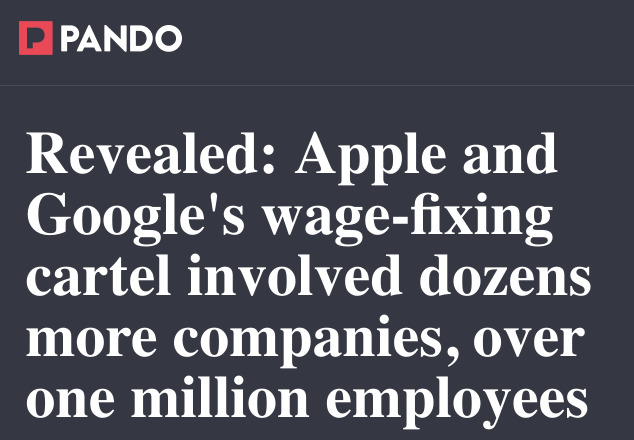 PANDO
Revealed: Apple and
Google's wage-fixing
cartel involved dozens
more companies, over
one million employees